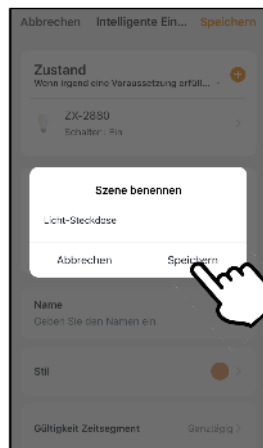 Abbrechen Intelligente Ein... Speichern
Zustand
Wenn irgend eine Voraussetzung erfüll...
ZX-2880
Schalter : Ein
Szene benennen
Licht-Steckdose
Abbrechen Speichern
Name
Geben Sie den Namen ein
Stil
Gültigkeit Zeitsegment Ganztägig